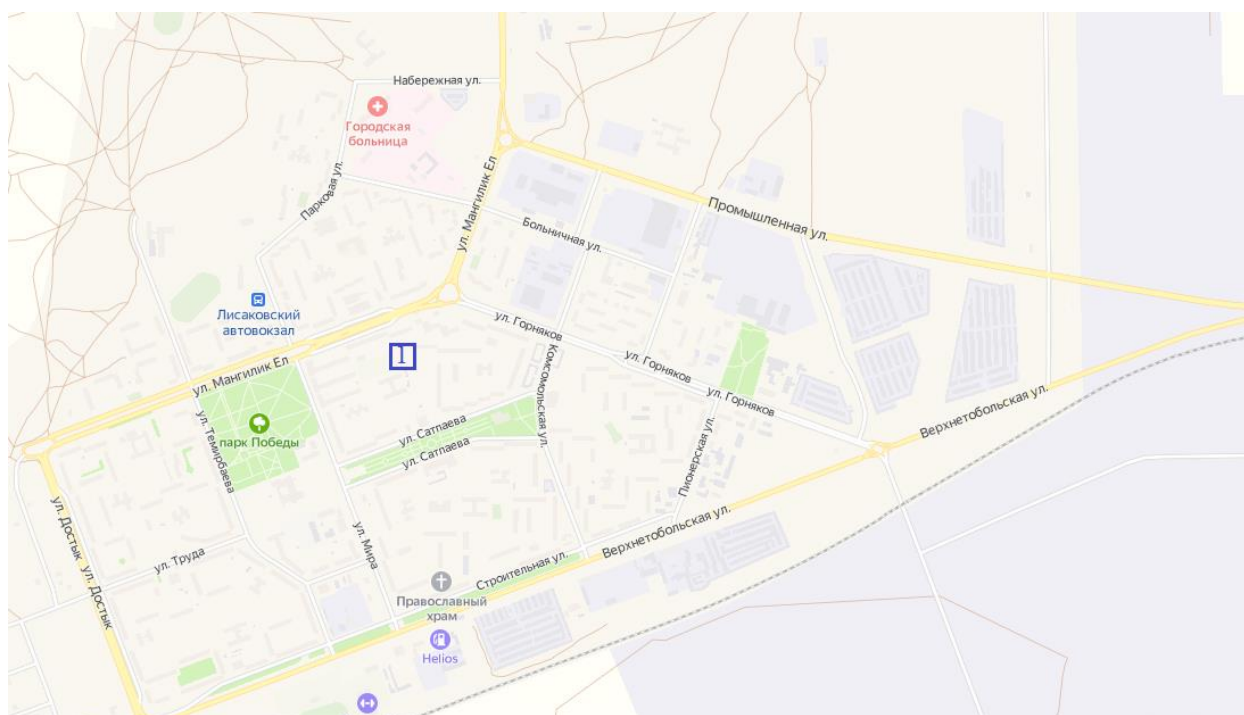 Набережная ул.
Городская
больница
Парковая ул.
ул. Мангилик Ел
Промышленная ул.
Больничная ул.
Лисаковский
автовокзал
ул. Горняков
1
ул. Горняков
ул. Мангилик Ел
Комсомольская ул.
ул. Горняков
Верхнетобольская ул.
парк Победы
ул. Темирбаева
ул. Сатпаева
ул. Сатпаева
Пионерская ул.
ул. Достык
ул. Достык
ул. Труда
ул. Мира
Верхнетобольская ул.
Строительная ул.
Православный
храм
Helios